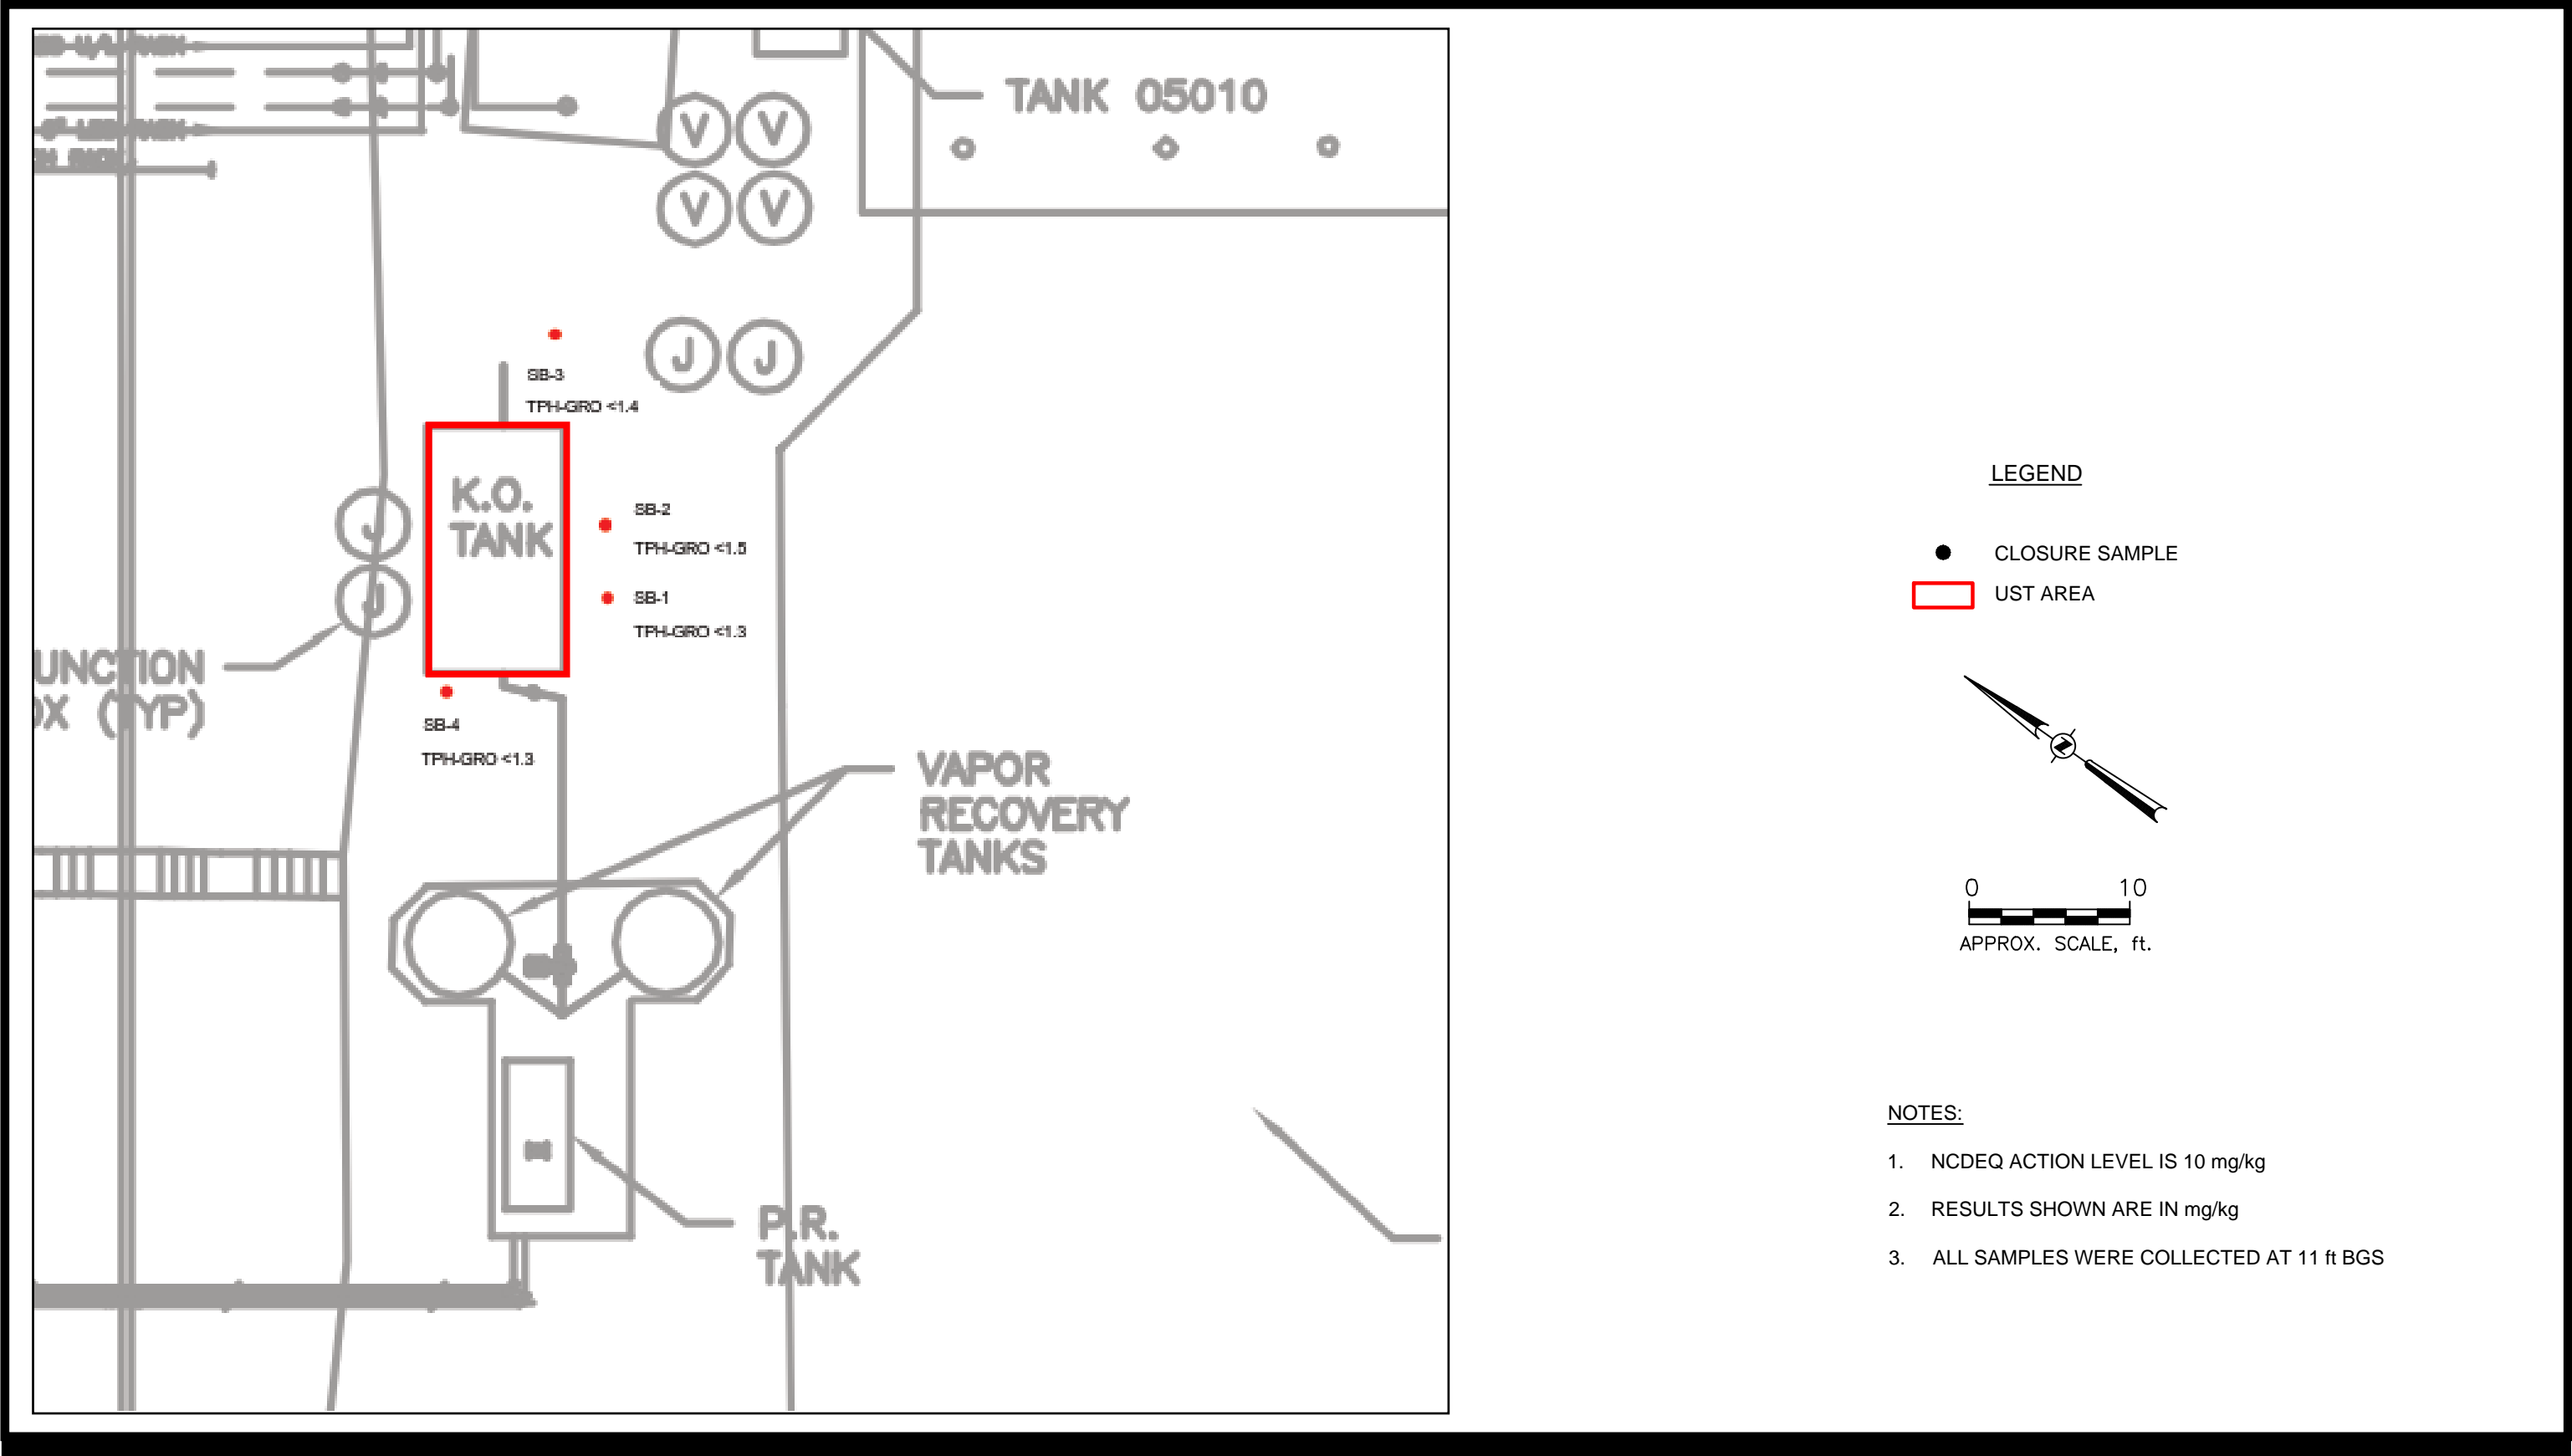 TANK 05010
V V
V V
J J
SB-3
TPH-GRO <1.4
K.O.
TANK
J
J
SB-2
TPH-GRO <1.5
SB-1
TPH-GRO <1.3
UNCTION
OX (TYP)
SB-4
TPH-GRO <1.3
VAPOR
RECOVERY
TANKS
P.R.
TANK
LEGEND
CLOSURE SAMPLE
UST AREA
N
0 10
APPROX. SCALE, ft.
NOTES:
1. NCDEQ ACTION LEVEL IS 10 mg/kg
2. RESULTS SHOWN ARE IN mg/kg
3. ALL SAMPLES WERE COLLECTED AT 11 ft BGS